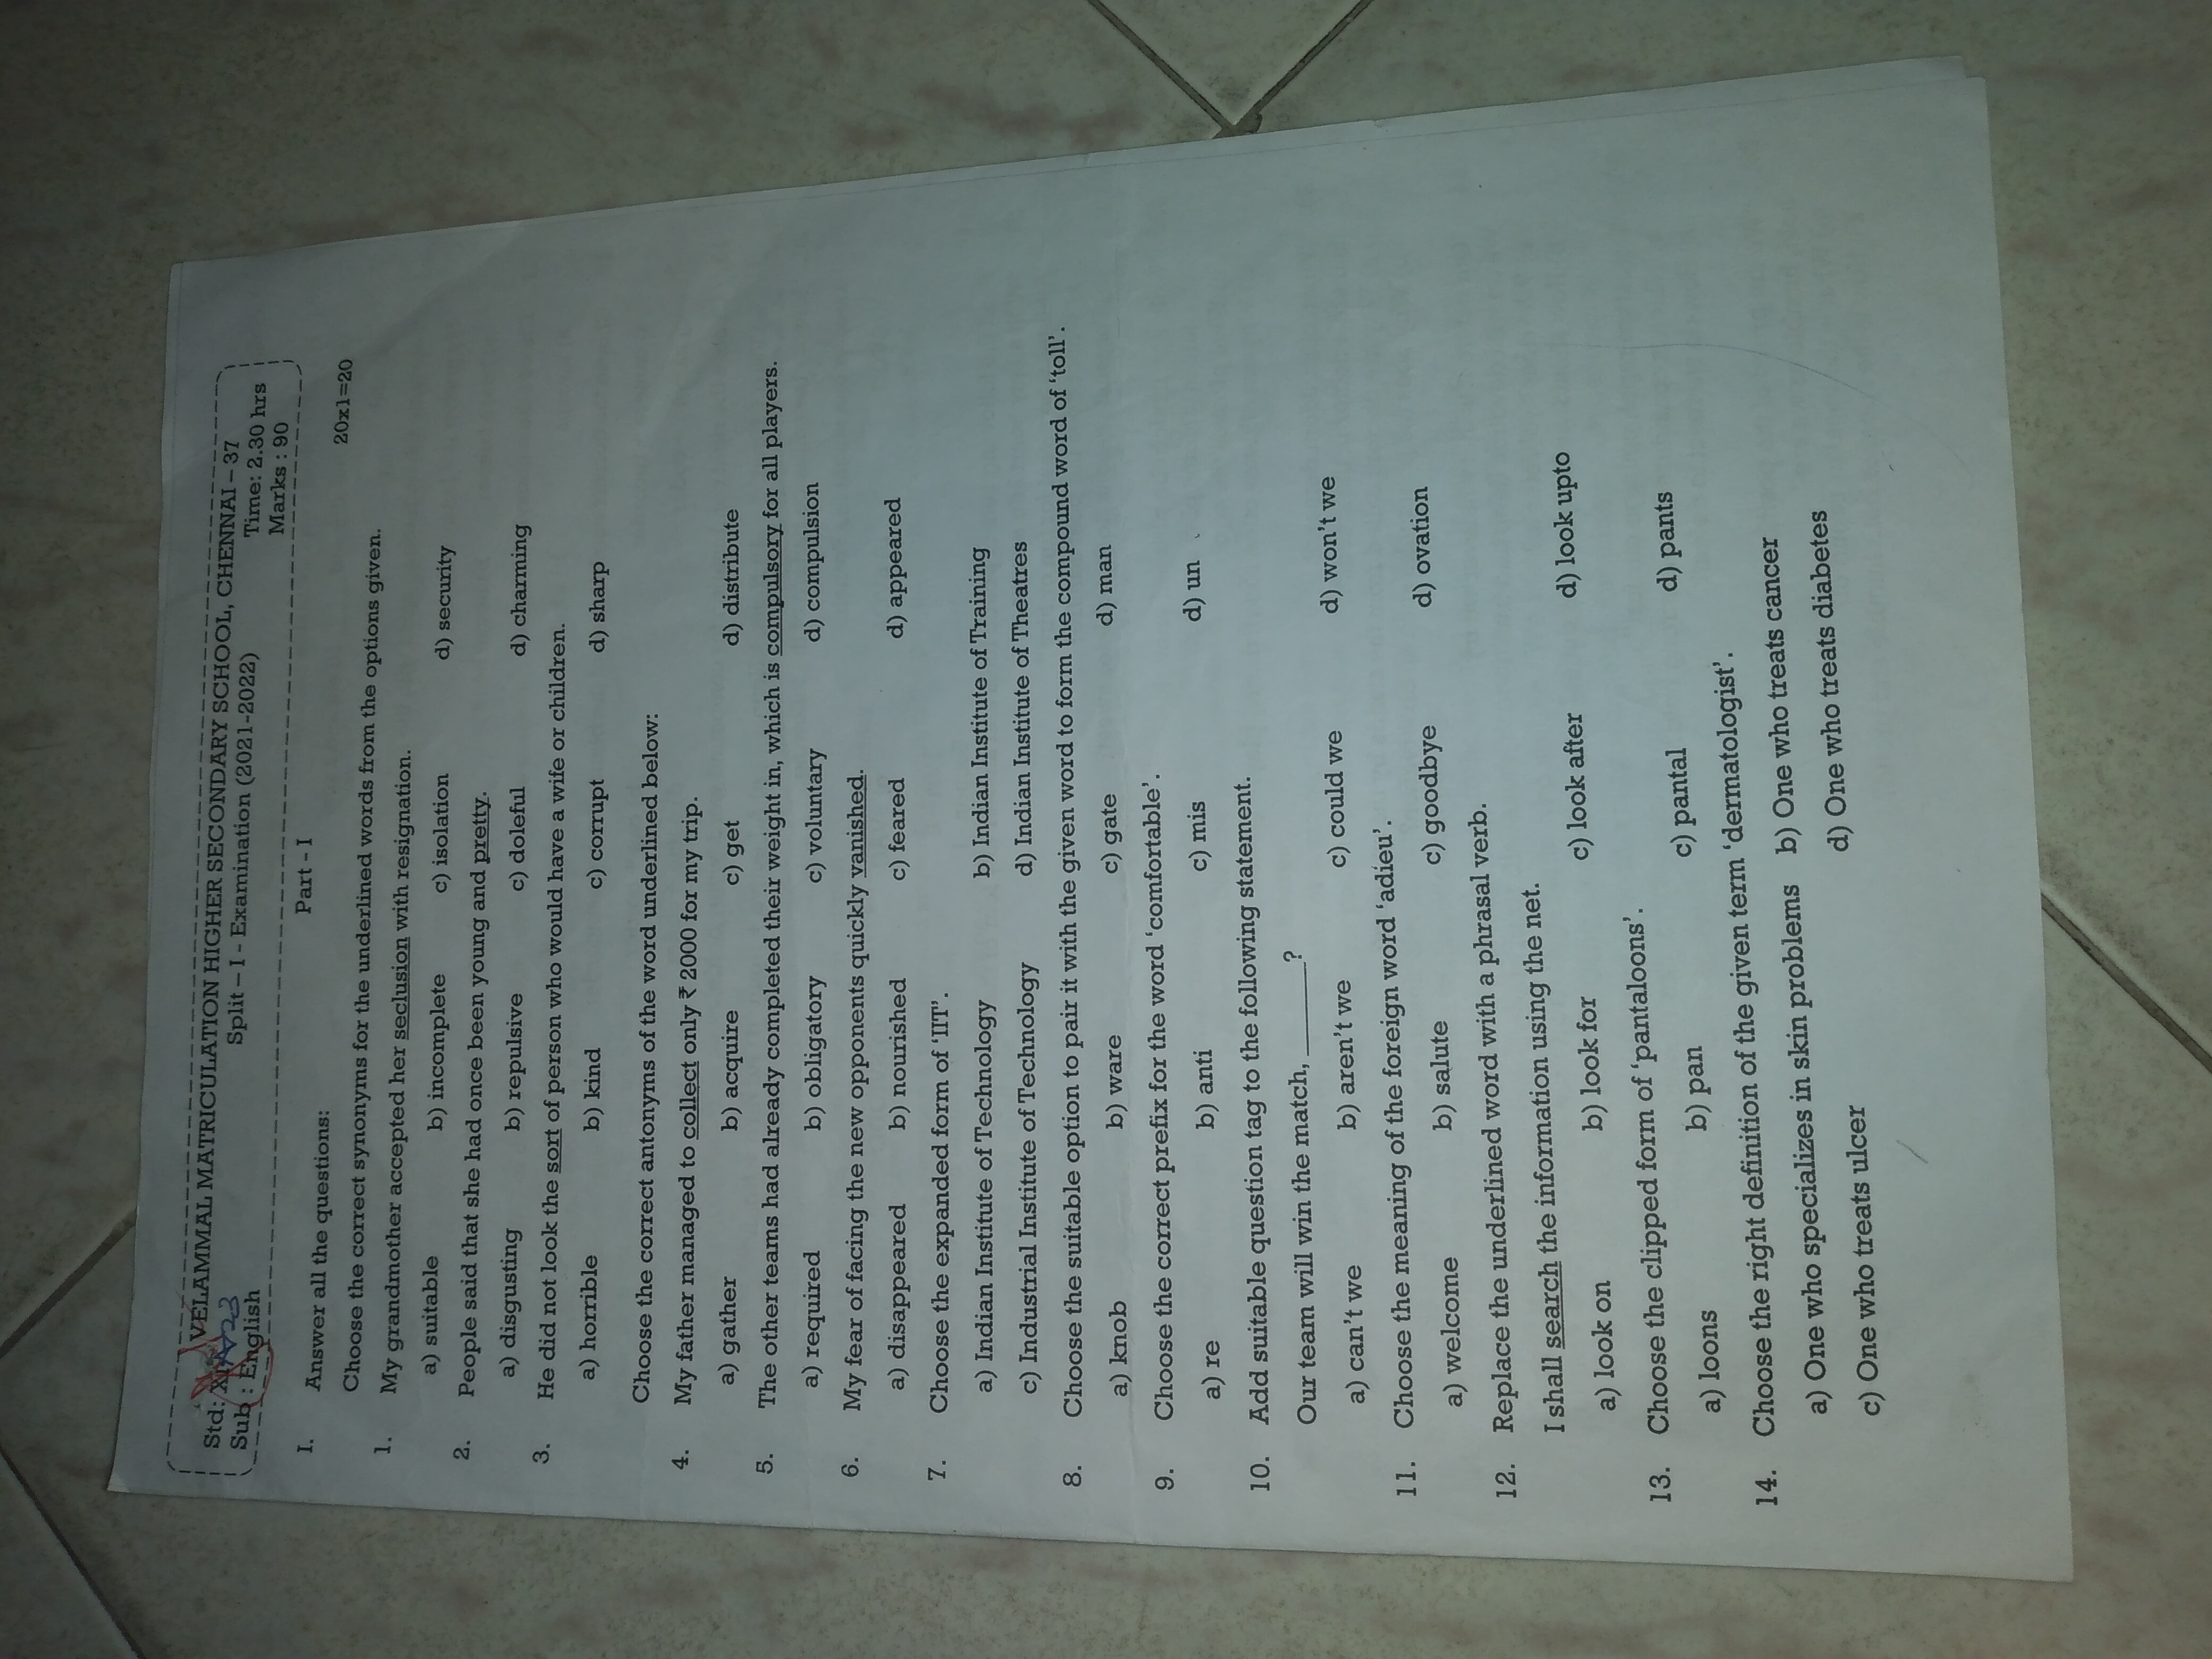 VELAMMAL MATRICULATION HIGHER SECONDARY SCHOOL, CHENNAI – 37
Std:
Split – I - Examination (2021-2022)
Time: 2.30 hrs
Sub : English
Marks : 90
Part - I
I. Answer all the questions:
20x1=20
Choose the correct synonyms for the underlined words from the options given.
1. My grandmother accepted her seclusion with resignation.
a) suitable b) incomplete c) isolation d) security
2. People said that she had once been young and pretty.
a) disgusting b) repulsive c) doleful d) charming
3. He did not look the sort of person who would have a wife or children.
a) horrible b) kind c) corrupt d) sharp
Choose the correct antonyms of the word underlined below:
4. My father managed to collect only ₹ 2000 for my trip.
a) gather b) acquire c) get d) distribute
5. The other teams had already completed their weight in, which is compulsory for all players.
a) required b) obligatory c) voluntary d) compulsion
6. My fear of facing the new opponents quickly vanished.
a) disappeared b) nourished c) feared d) appeared
7. Choose the expanded form of ‘IIT’.
a) Indian Institute of Technology b) Indian Institute of Training
c) Industrial Institute of Technology d) Indian Institute of Theatres
8. Choose the suitable option to pair it with the given word to form the compound word of ‘toll’.
a) knob b) ware c) gate d) man
9. Choose the correct prefix for the word ‘comfortable’.
a) re b) anti c) mis d) un
10. Add suitable question tag to the following statement.
Our team will win the match, _______?
a) can’t we b) aren’t we c) could we d) won’t we
11. Choose the meaning of the foreign word ‘adieu’.
a) welcome b) salute c) goodbye d) ovation
12. Replace the underlined word with a phrasal verb.
I shall search the information using the net.
a) look on b) look for c) look after d) look upto
13. Choose the clipped form of ‘pantaloons’.
a) loons b) pan c) pantal d) pants
14. Choose the right definition of the given term ‘dermatologist’.
a) One who specializes in skin problems b) One who treats cancer
c) One who treats ulcer d) One who treats diabetes